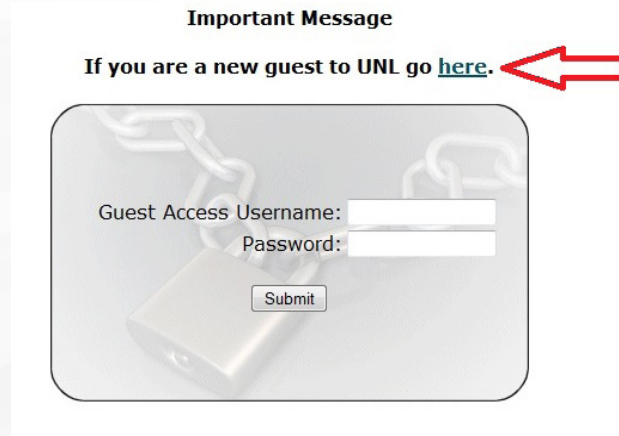 Important Message
If you are a new guest to UNL go here.
Guest Access Username:
Password:
Submit